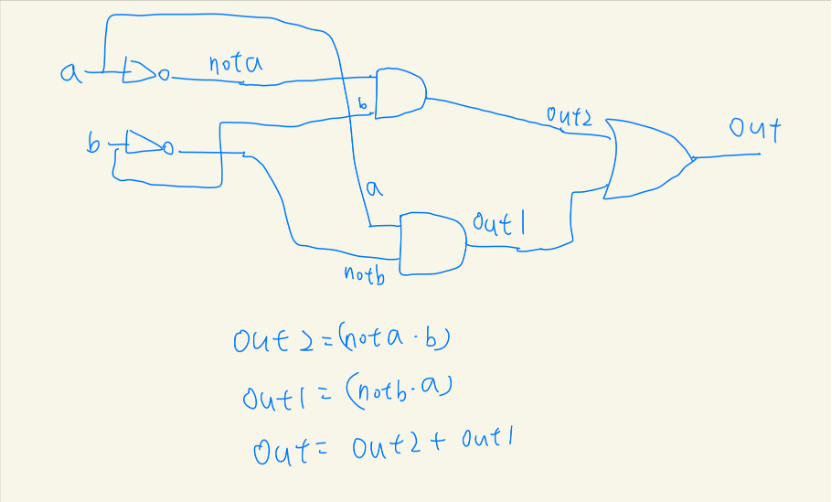 a
nota
b
out2
out
b
a
out1
notb
out2=(nota·b)
out1=(notb·a)
out= out2+out1